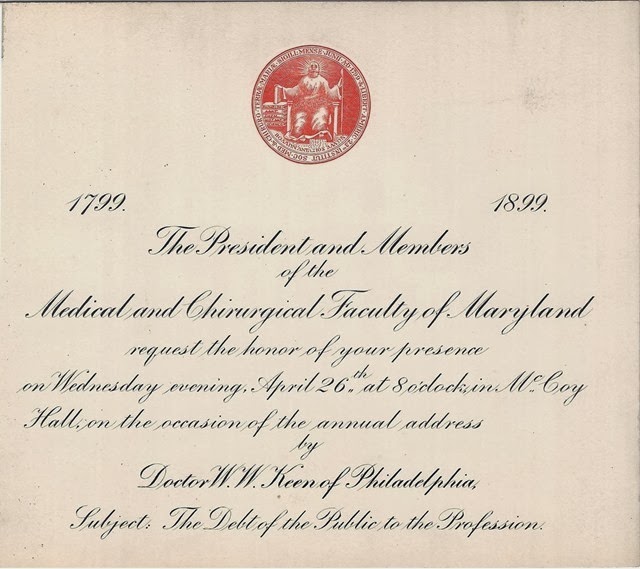 1799. 1899.
The President and Members
of the
Medical and Chirurgical Faculty of Maryland
request the honor of your presence
on Wednesday evening, April 26th at 8 o'clock, in McCoy
Hall, on the occasion of the annual address
by
Doctor W. W. Keen of Philadelphia,
Subject: The Debt of the Public to the Profession.